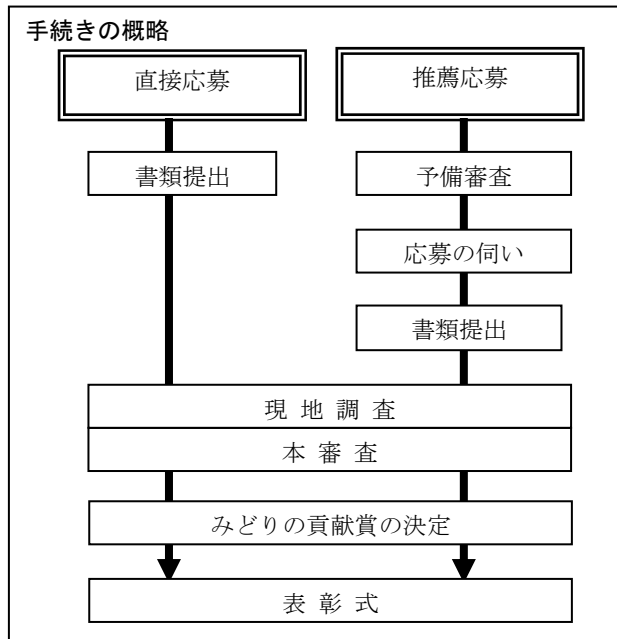 手続きの概略
直接応募
推薦応募
書類提出
予備審査
応募の伺い
書類提出
現 地 調 査
本 審 査
みどりの貢献賞の決定
表 彰 式